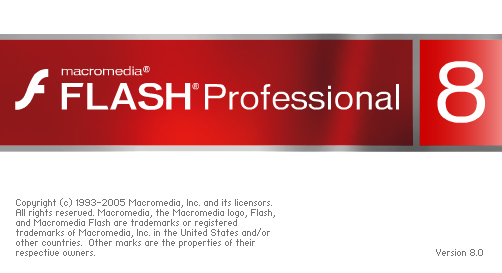 macromedia®
FLASH® Professional 8
Copyright (c) 1993-2005 Macromedia, Inc. and its licensors.
All rights reserved. Macromedia, the Macromedia logo, Flash,
and Macromedia Flash are trademarks or registered
trademarks of Macromedia, Inc. in the United States and/or
other countries.  Other marks are the properties of their
respective owners.
Version 8.0